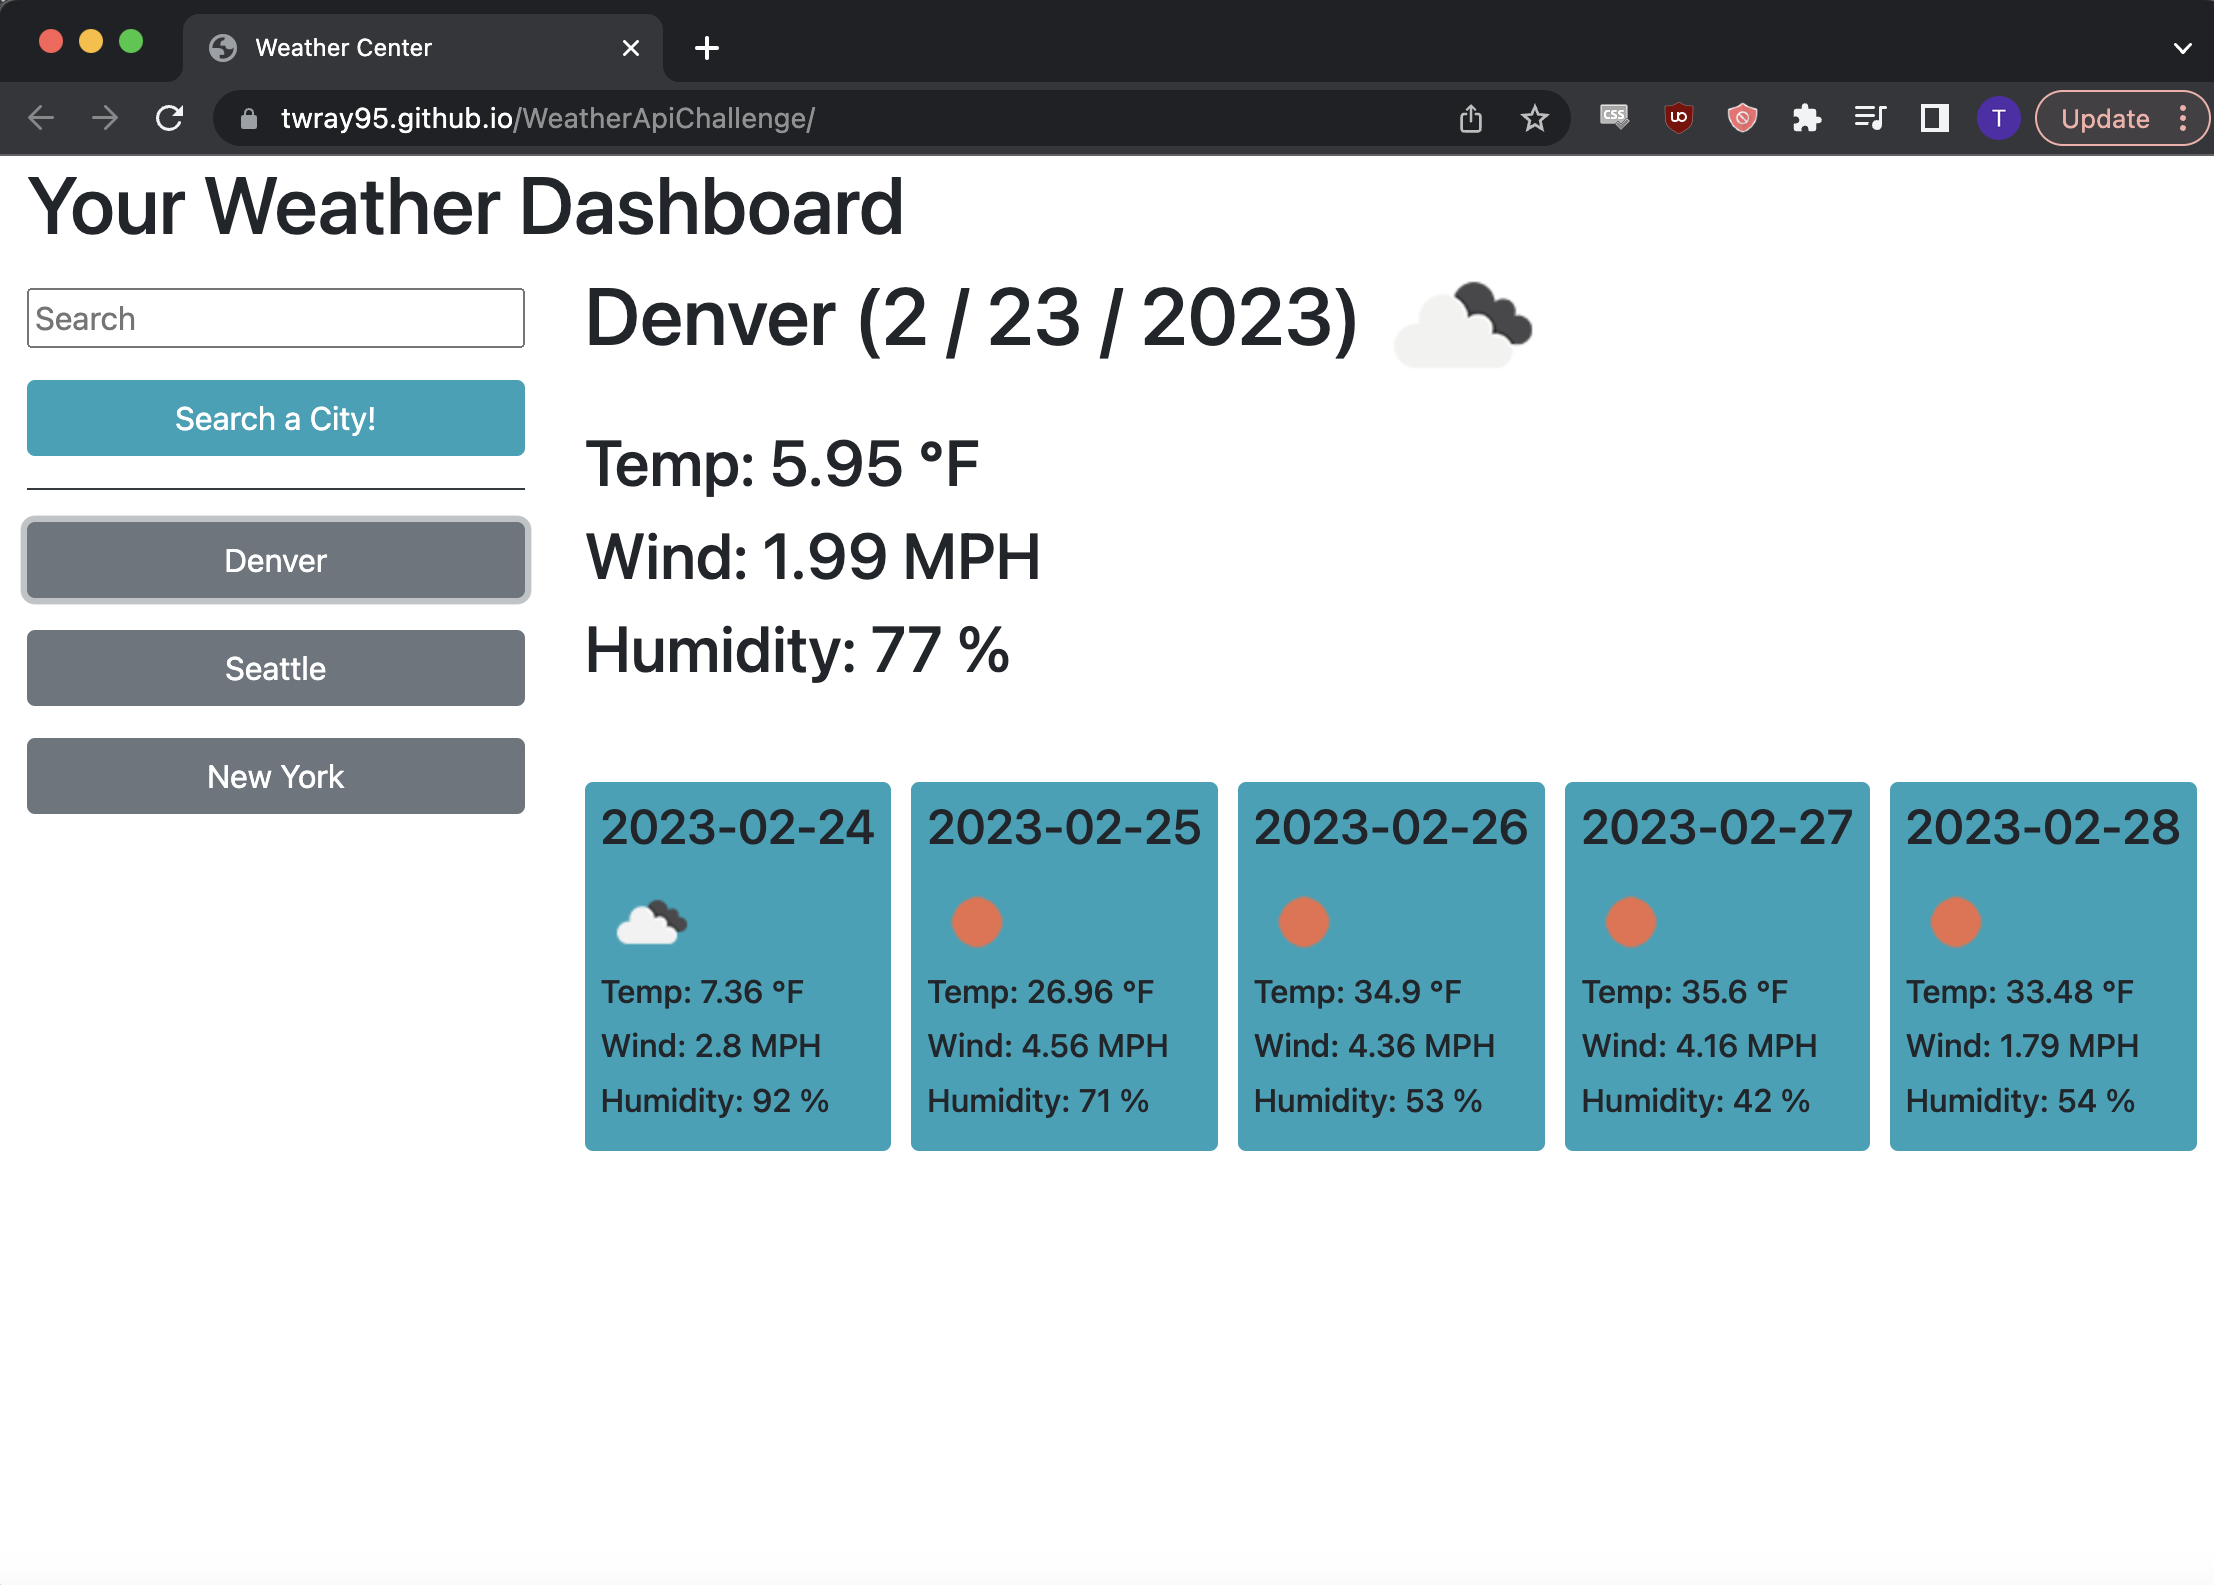 Weather Center
twray95.github.io/WeatherApiChallenge/
CSS
UO
T
Update
Your Weather Dashboard
Search
Search a City!
Denver
Seattle
New York
Denver (2 / 23 / 2023)
Temp: 5.95 °F
Wind: 1.99 MPH
Humidity: 77 %
2023-02-24
Temp: 7.36 °F
Wind: 2.8 MPH
Humidity: 92 %
2023-02-25
Temp: 26.96 °F
Wind: 4.56 MPH
Humidity: 71 %
2023-02-26
Temp: 34.9 °F
Wind: 4.36 MPH
Humidity: 53 %
2023-02-27
Temp: 35.6 °F
Wind: 4.16 MPH
Humidity: 42 %
2023-02-28
Temp: 33.48 °F
Wind: 1.79 MPH
Humidity: 54 %